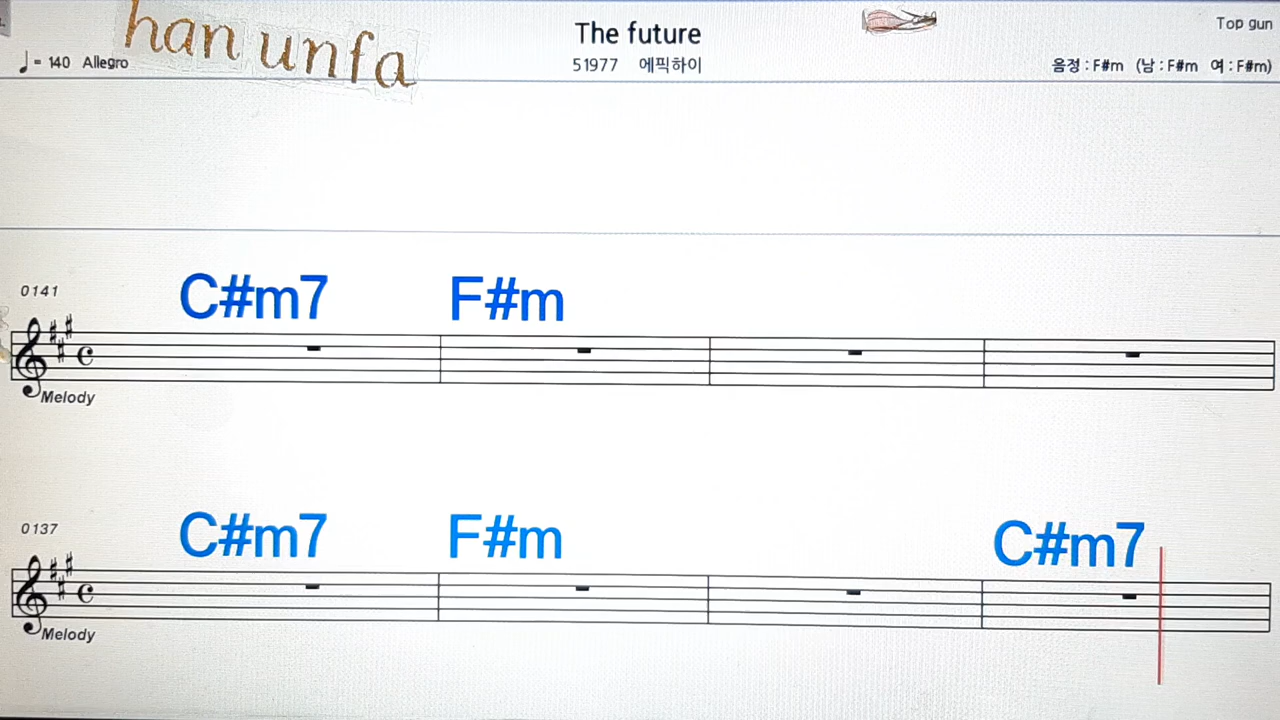 han unfa
The future
Top gun
♩= 140 Allegro
51977 에픽하이
음정 : F#m (남 : F#m 여 : F#m)
0141
C#m7 F#m
Melody
0137
C#m7 F#m C#m7
Melody